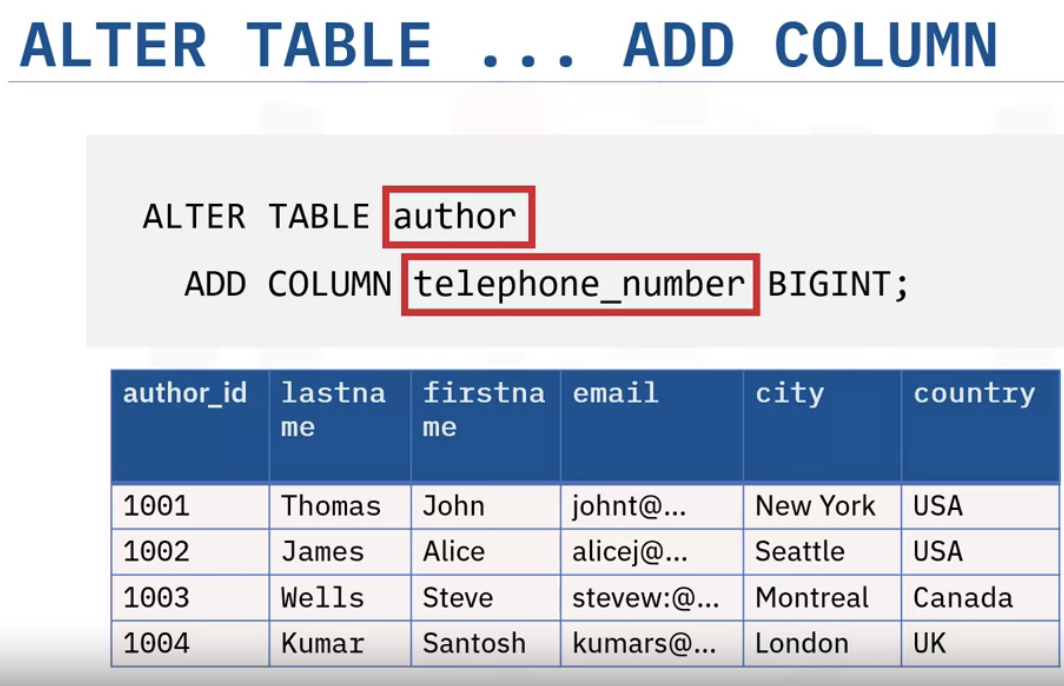 ALTER TABLE ... ADD COLUMN
ALTER TABLE author
ADD COLUMN telephone_number BIGINT;
author_id lastna firstna email city country
me me
1001 Thomas John johnt@... New York USA
1002 James Alice alicej@... Seattle USA
1003 Wells Steve stevew:@... Montreal Canada
1004 Kumar Santosh kumars@... London UK